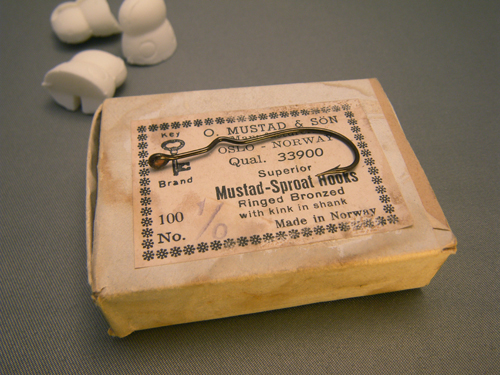 Key
Brand
O. MUSTAD & SÖN
OSLO - NORWAY
Qual. 33900
Superior
Mustad-Sproat Hooks
Ringed Bronzed
with kink in shank
100
No. 1/0
Made in Norway